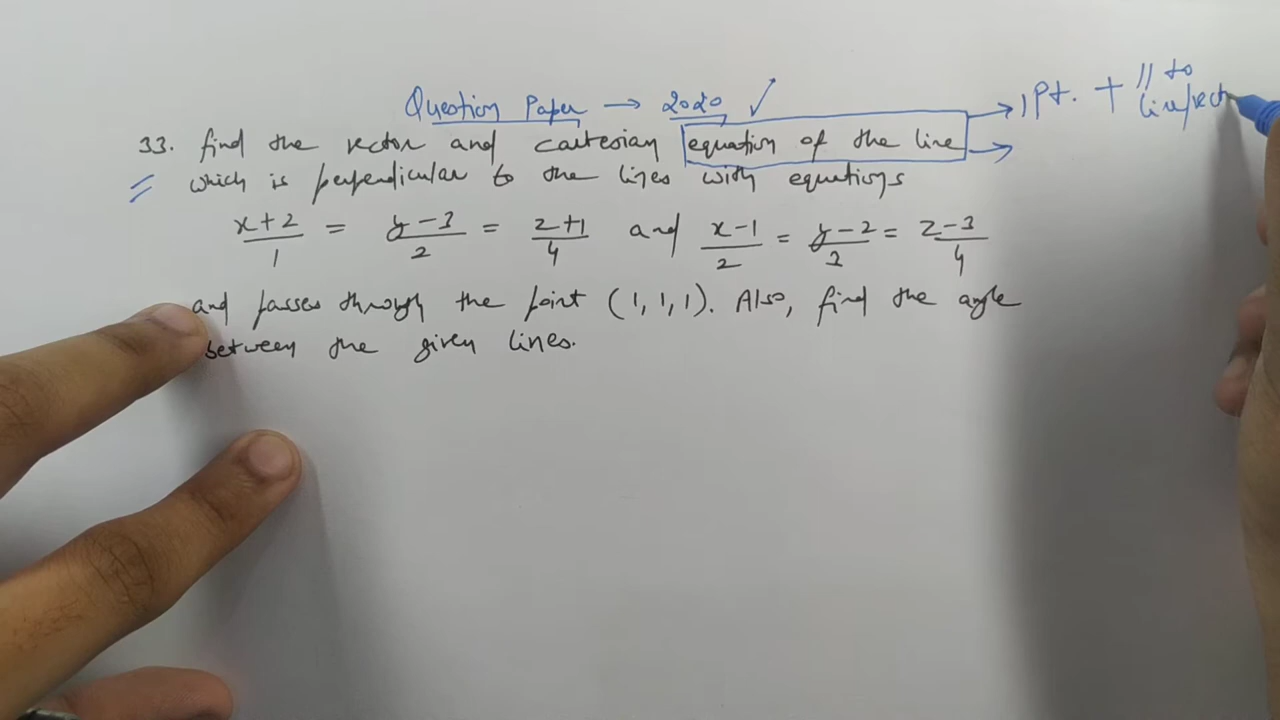 Question Paper → 2020 ✓
1 Pt. + // to
line/vect
33. find the vector and cartesian equation of the line
which is perpendicular to the lines with equations
x+2/1 = y-3/2 = z+1/4 and x-1/2 = y-2/3 = z-3/4
and passes through the point (1, 1, 1). Also, find the angle
between the given lines.